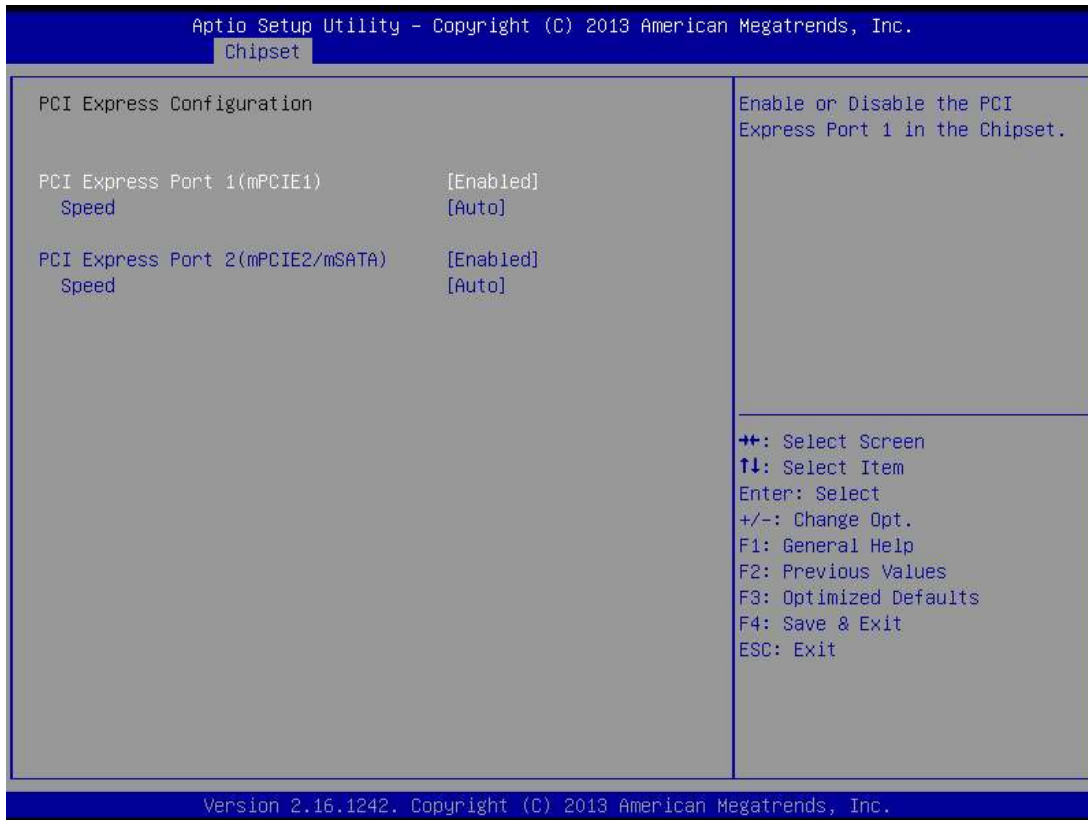 Aptio Setup Utility – Copyright (C) 2013 American Megatrends, Inc.
Chipset
PCI Express Configuration
PCI Express Port 1(mPCIE1) [Enabled]
Speed [Auto]
PCI Express Port 2(mPCIE2/mSATA) [Enabled]
Speed [Auto]
Enable or Disable the PCI
Express Port 1 in the Chipset.
→←: Select Screen
↑↓: Select Item
Enter: Select
+/-: Change Opt.
F1: General Help
F2: Previous Values
F3: Optimized Defaults
F4: Save & Exit
ESC: Exit
Version 2.16.1242. Copyright (C) 2013 American Megatrends, Inc.